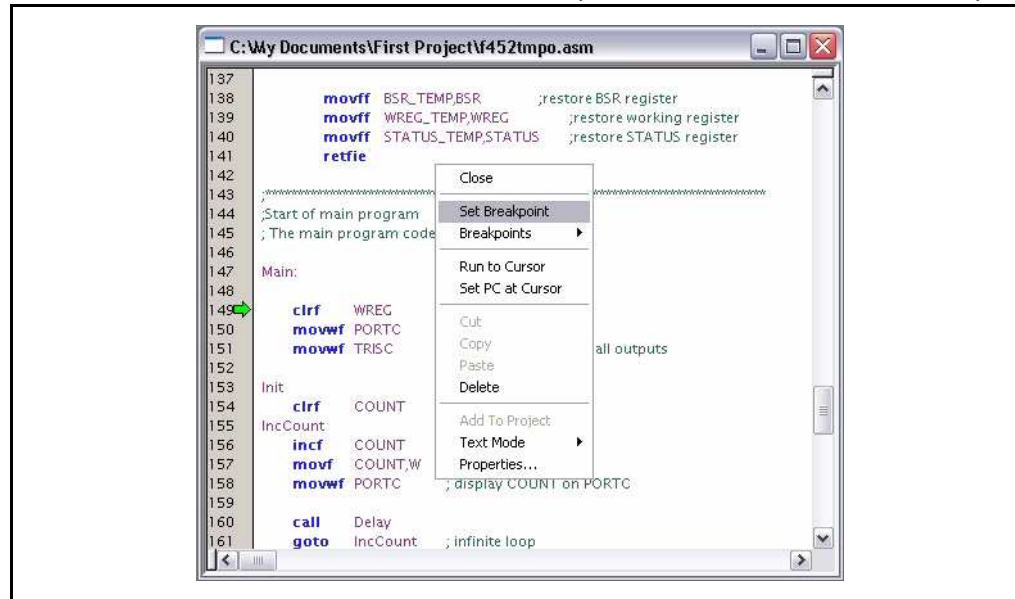 C:\My Documents\First Project\f452tmpo.asm
137
138 movff BSR_TEMP,BSR ;restore BSR register
139 movff WREG_TEMP,WREG ;restore working register
140 movff STATUS_TEMP,STATUS ;restore STATUS register
141 retfie
142
143
144 ;Start of main program
145 ; The main program code
146
147 Main:
148
149 clrf WREG
150 movwf PORTC
151 movwf TRISC all outputs
152
153 Init
154 clrf COUNT
155 IncCount
156 incf COUNT
157 movf COUNT,W
158 movwf PORTC ; display COUNT on PORTC
159
160 call Delay
161 goto IncCount ; infinite loop
Close
Set Breakpoint
Breakpoints
Run to Cursor
Set PC at Cursor
Cut
Copy
Paste
Delete
Add To Project
Text Mode
Properties...